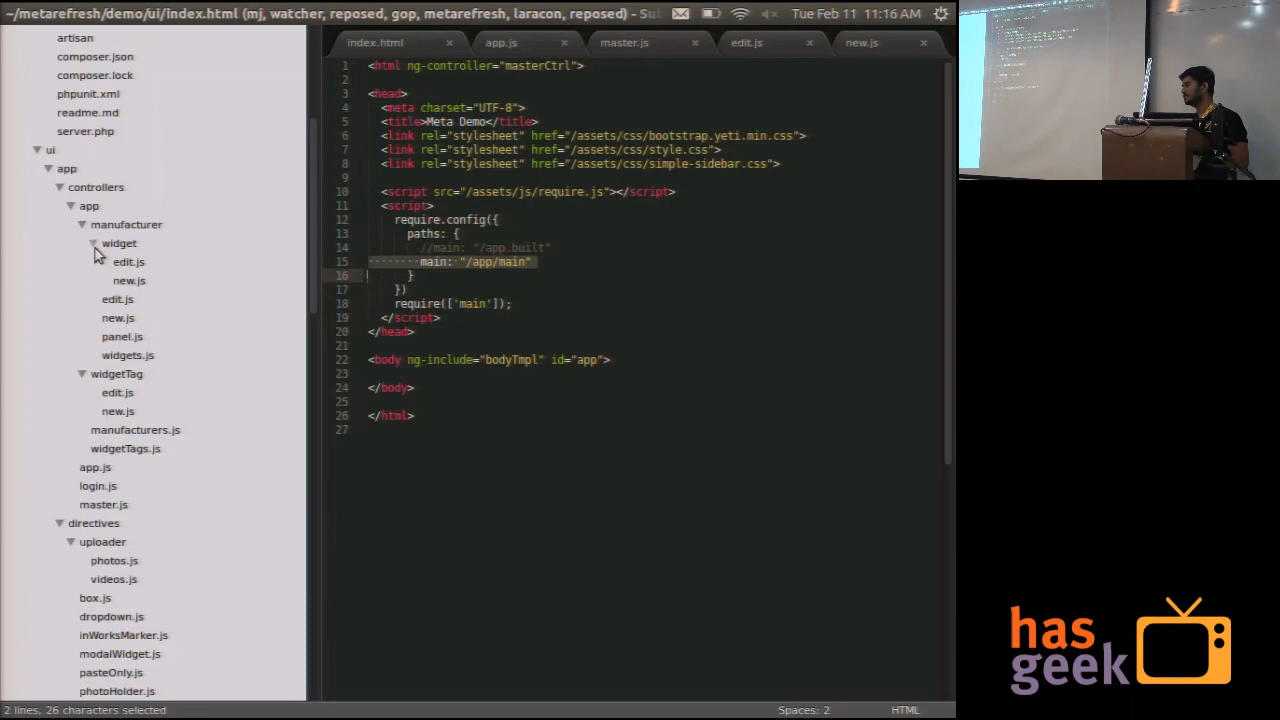 ~/metarefresh/demo/ui/index.html (mj, watcher, reposed, gop, metarefresh, laracon, reposed) - Su
Tue Feb 11 11:16 AM
artisan
composer.json
composer.lock
phpunit.xml
readme.md
server.php
ui
app
controllers
app
manufacturer
widget
edit.js
new.js
edit.js
new.js
panel.js
widgets.js
widgetTag
edit.js
new.js
manufacturers.js
widgetTags.js
app.js
login.js
master.js
directives
uploader
photos.js
videos.js
box.js
dropdown.js
inWorksMarker.js
modalWidget.js
pasteOnly.js
photoHolder.js
index.html × app.js × master.js × edit.js × new.js ×
1 <html ng-controller="masterCtrl">
2
3 <head>
4 <meta charset="UTF-8">
5 <title>Meta Demo</title>
6 <link rel="stylesheet" href="/assets/css/bootstrap.yeti.min.css">
7 <link rel="stylesheet" href="/assets/css/style.css">
8 <link rel="stylesheet" href="/assets/css/simple-sidebar.css">
9
10 <script src="/assets/js/require.js"></script>
11 <script>
12 require.config({
13 paths: {
14 //main: "/app.built"
15 main: "/app/main"
16 }
17 })
18 require(['main']);
19 </script>
20 </head>
21
22 <body ng-include="bodyTmpl" id="app">
23
24 </body>
25
26 </html>
27
2 lines, 26 characters selected
Spaces: 2
HTML
has
geek